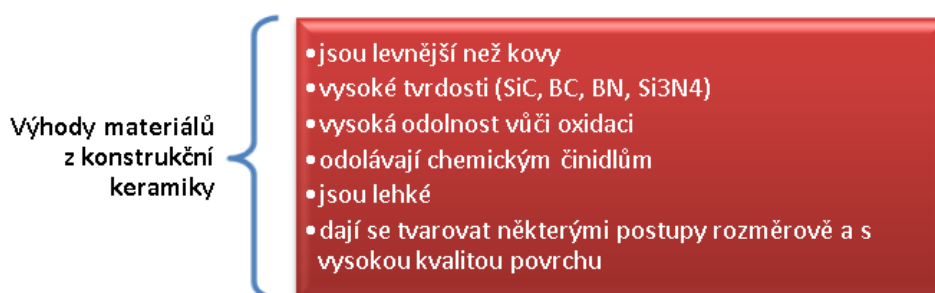 Výhody materiálů
z konstrukční
keramiky
• jsou levnější než kovy
• vysoké tvrdosti (SiC, BC, BN, Si3N4)
• vysoká odolnost vůči oxidaci
• odolávají chemickým činidlům
• jsou lehké
• dají se tvarovat některými postupy rozměrově a s
vysokou kvalitou povrchu